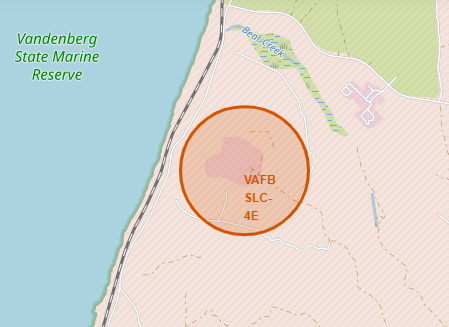 Vandenberg
State Marine
Reserve
Bear Creek
VAFB
SLC-
4E